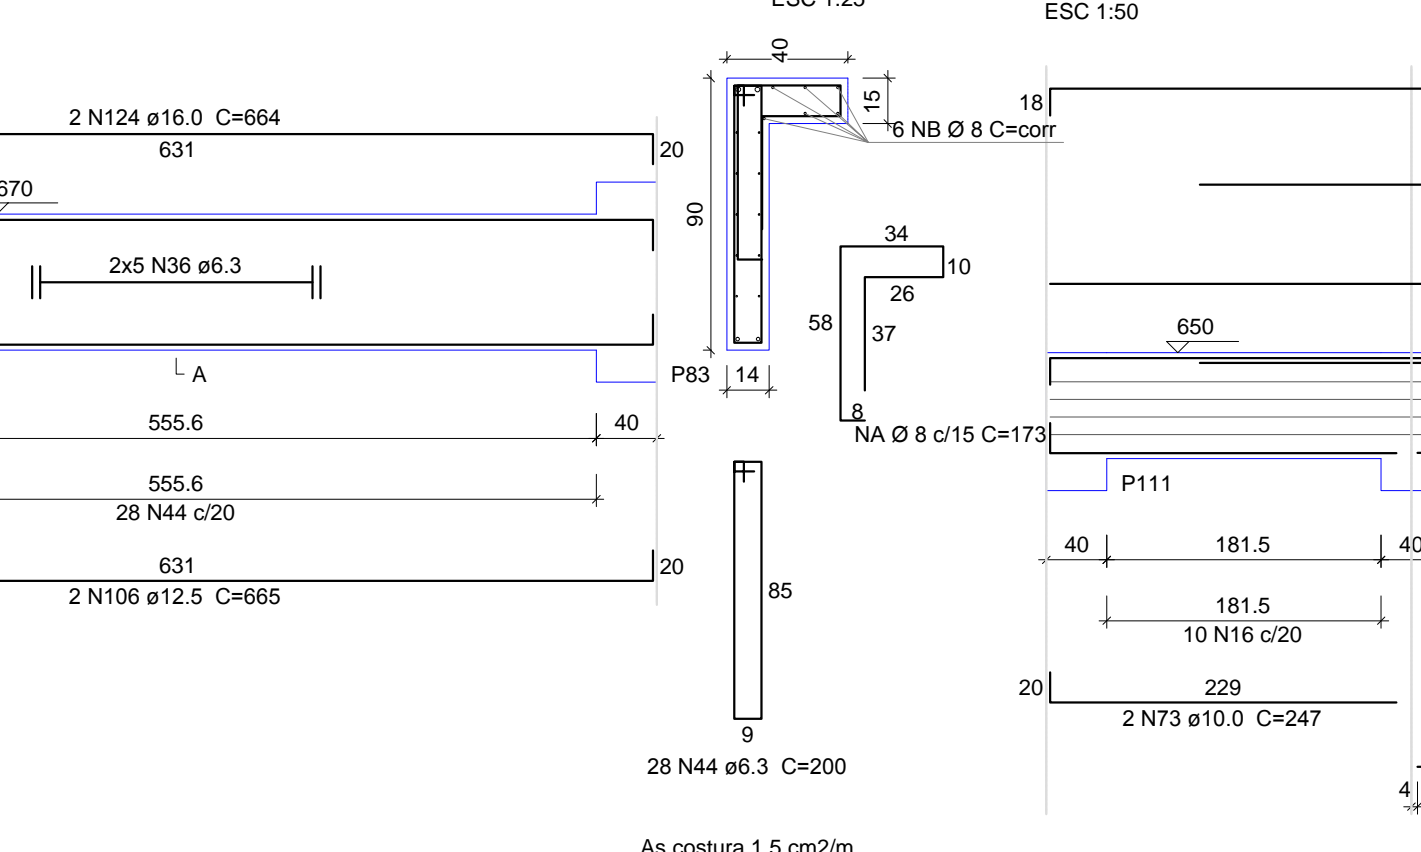 ESC 1:25
ESC 1:50
2 N124 ø16.0 C=664
631
20
670
2x5 N36 ø6.3
A
P83
555.6
40
555.6
28 N44 c/20
631
20
2 N106 ø12.5 C=665
40
15
6 NB Ø 8 C=corr
90
14
34
10
26
58
37
8
NA Ø 8 c/15 C=173
85
9
28 N44 ø6.3 C=200
As costura 1.5 cm2/m
18
650
P111
40
181.5
40
181.5
10 N16 c/20
20
229
2 N73 ø10.0 C=247
4